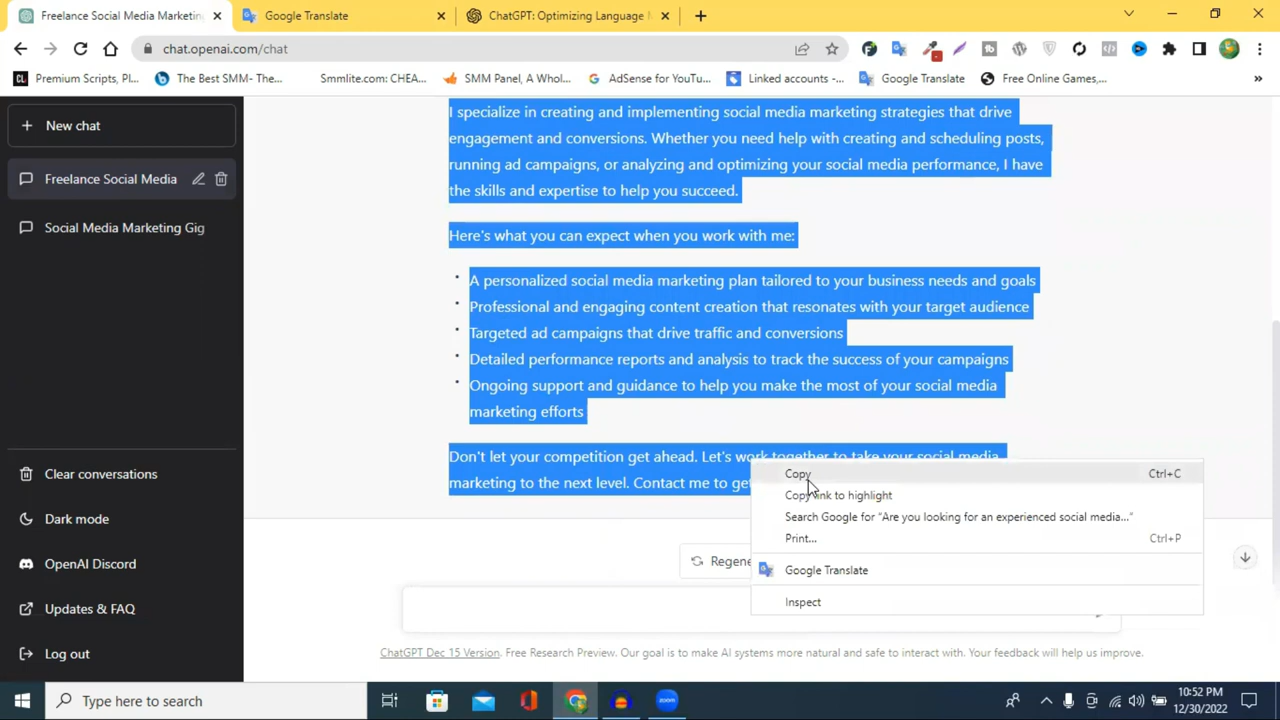 Freelance Social Media Marketing
Google Translate
ChatGPT: Optimizing Language
chat.openai.com/chat
Premium Scripts, Pl...
The Best SMM- The...
Smmlite.com: CHEA...
SMM Panel, A Whol...
AdSense for YouTu...
Linked accounts -...
Google Translate
Free Online Games,...
New chat
Freelance Social Media
Social Media Marketing Gig
Clear conversations
Dark mode
OpenAI Discord
Updates & FAQ
Log out
I specialize in creating and implementing social media marketing strategies that drive
engagement and conversions. Whether you need help with creating and scheduling posts,
running ad campaigns, or analyzing and optimizing your social media performance, I have
the skills and expertise to help you succeed.
Here's what you can expect when you work with me:
A personalized social media marketing plan tailored to your business needs and goals
Professional and engaging content creation that resonates with your target audience
Targeted ad campaigns that drive traffic and conversions
Detailed performance reports and analysis to track the success of your campaigns
Ongoing support and guidance to help you make the most of your social media
marketing efforts
Don't let your competition get ahead. Let's work together to take your social media
marketing to the next level. Contact me to get
Copy Ctrl+C
Copy link to highlight
Search Google for "Are you looking for an experienced social media..."
Print... Ctrl+P
Google Translate
Inspect
Regene
ChatGPT Dec 15 Version. Free Research Preview. Our goal is to make AI systems more natural and safe to interact with. Your feedback will help us improve.
Type here to search
10:52 PM
12/30/2022